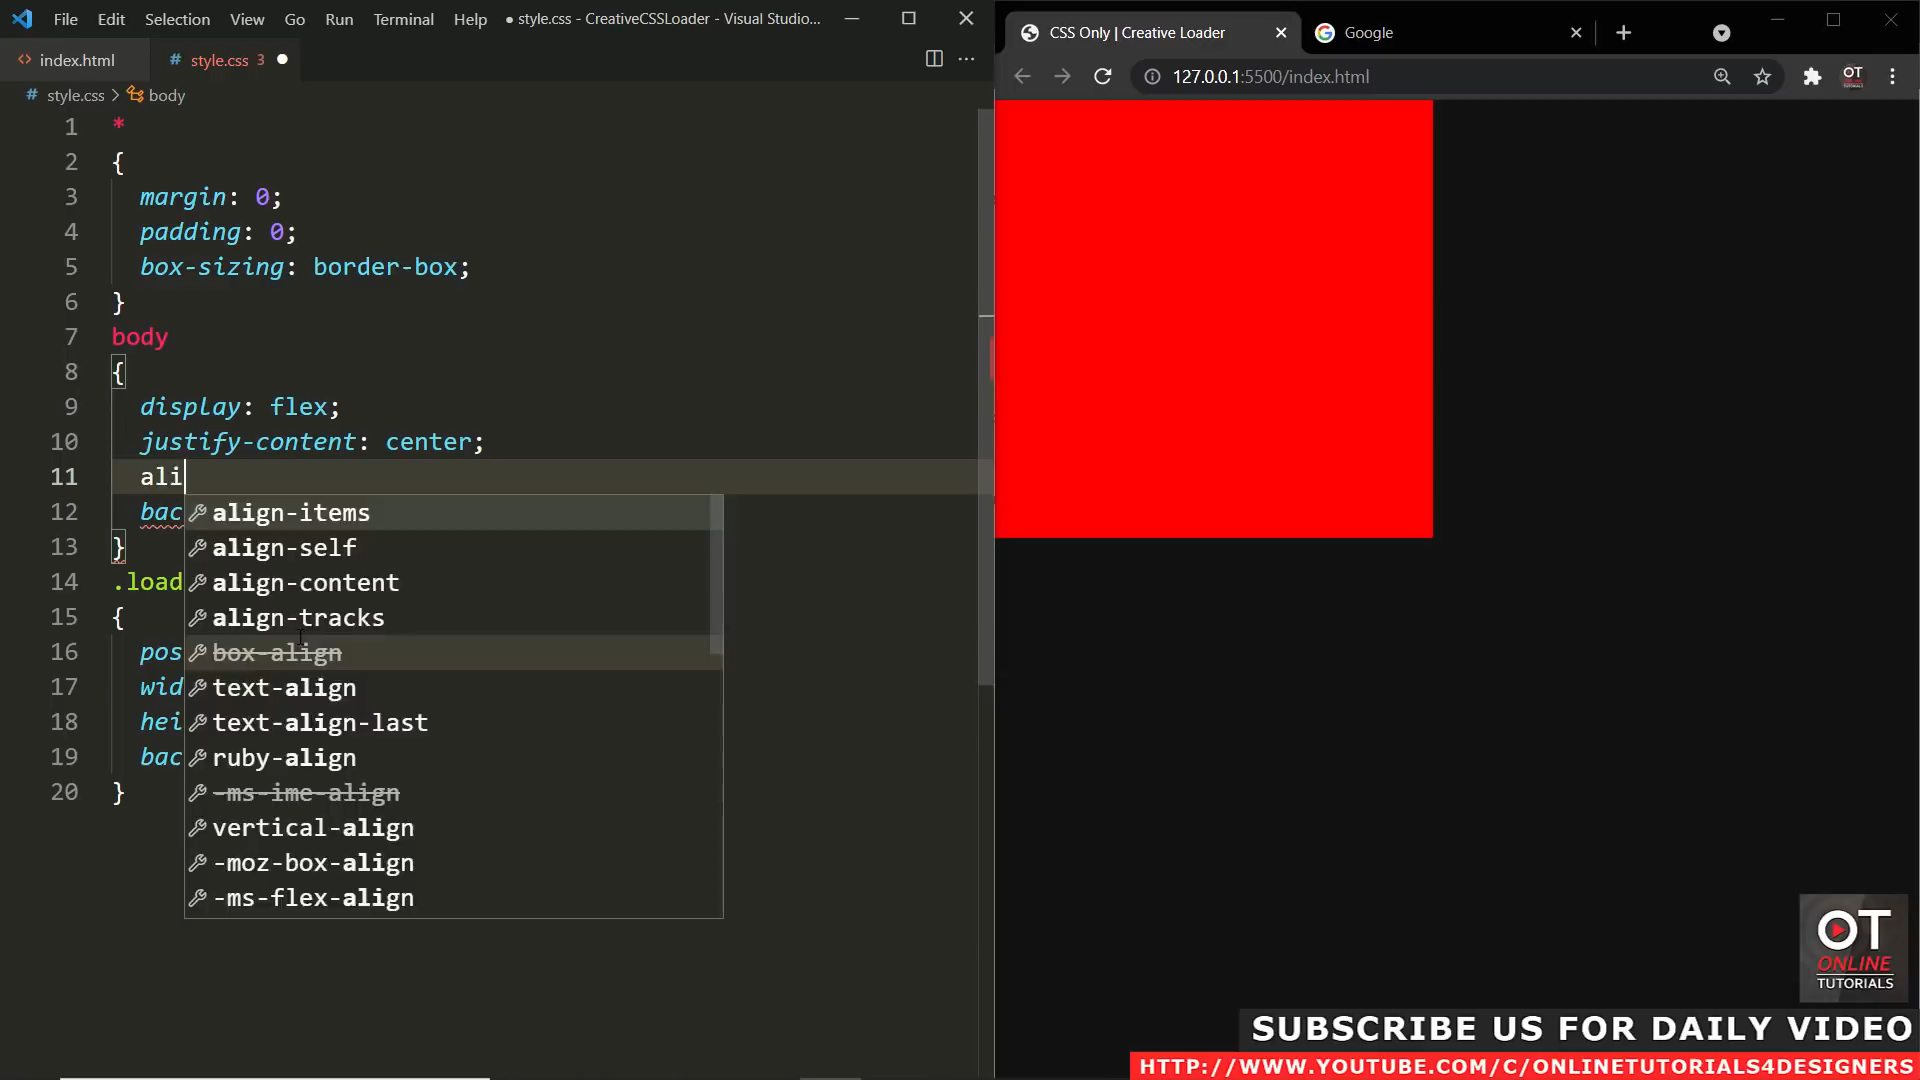 File Edit Selection View Go Run Terminal Help ● style.css - CreativeCSSLoader - Visual Studio...
index.html # style.css 3
# style.css > body
1 *
2 {
3 margin: 0;
4 padding: 0;
5 box-sizing: border-box;
6 }
7 body
8 {
9 display: flex;
10 justify-content: center;
11 ali
12 bac
13 }
14 .load
15 {
16 pos
17 wid
18 hei
19 bac
20 }
align-items
align-self
align-content
align-tracks
box-align
text-align
text-align-last
ruby-align
-ms-ime-align
vertical-align
-moz-box-align
-ms-flex-align
CSS Only | Creative Loader
Google
127.0.0.1:5500/index.html
OT
ONLINE
TUTORIALS
SUBSCRIBE US FOR DAILY VIDEO
HTTP://WWW.YOUTUBE.COM/C/ONLINETUTORIALS4DESIGNERS